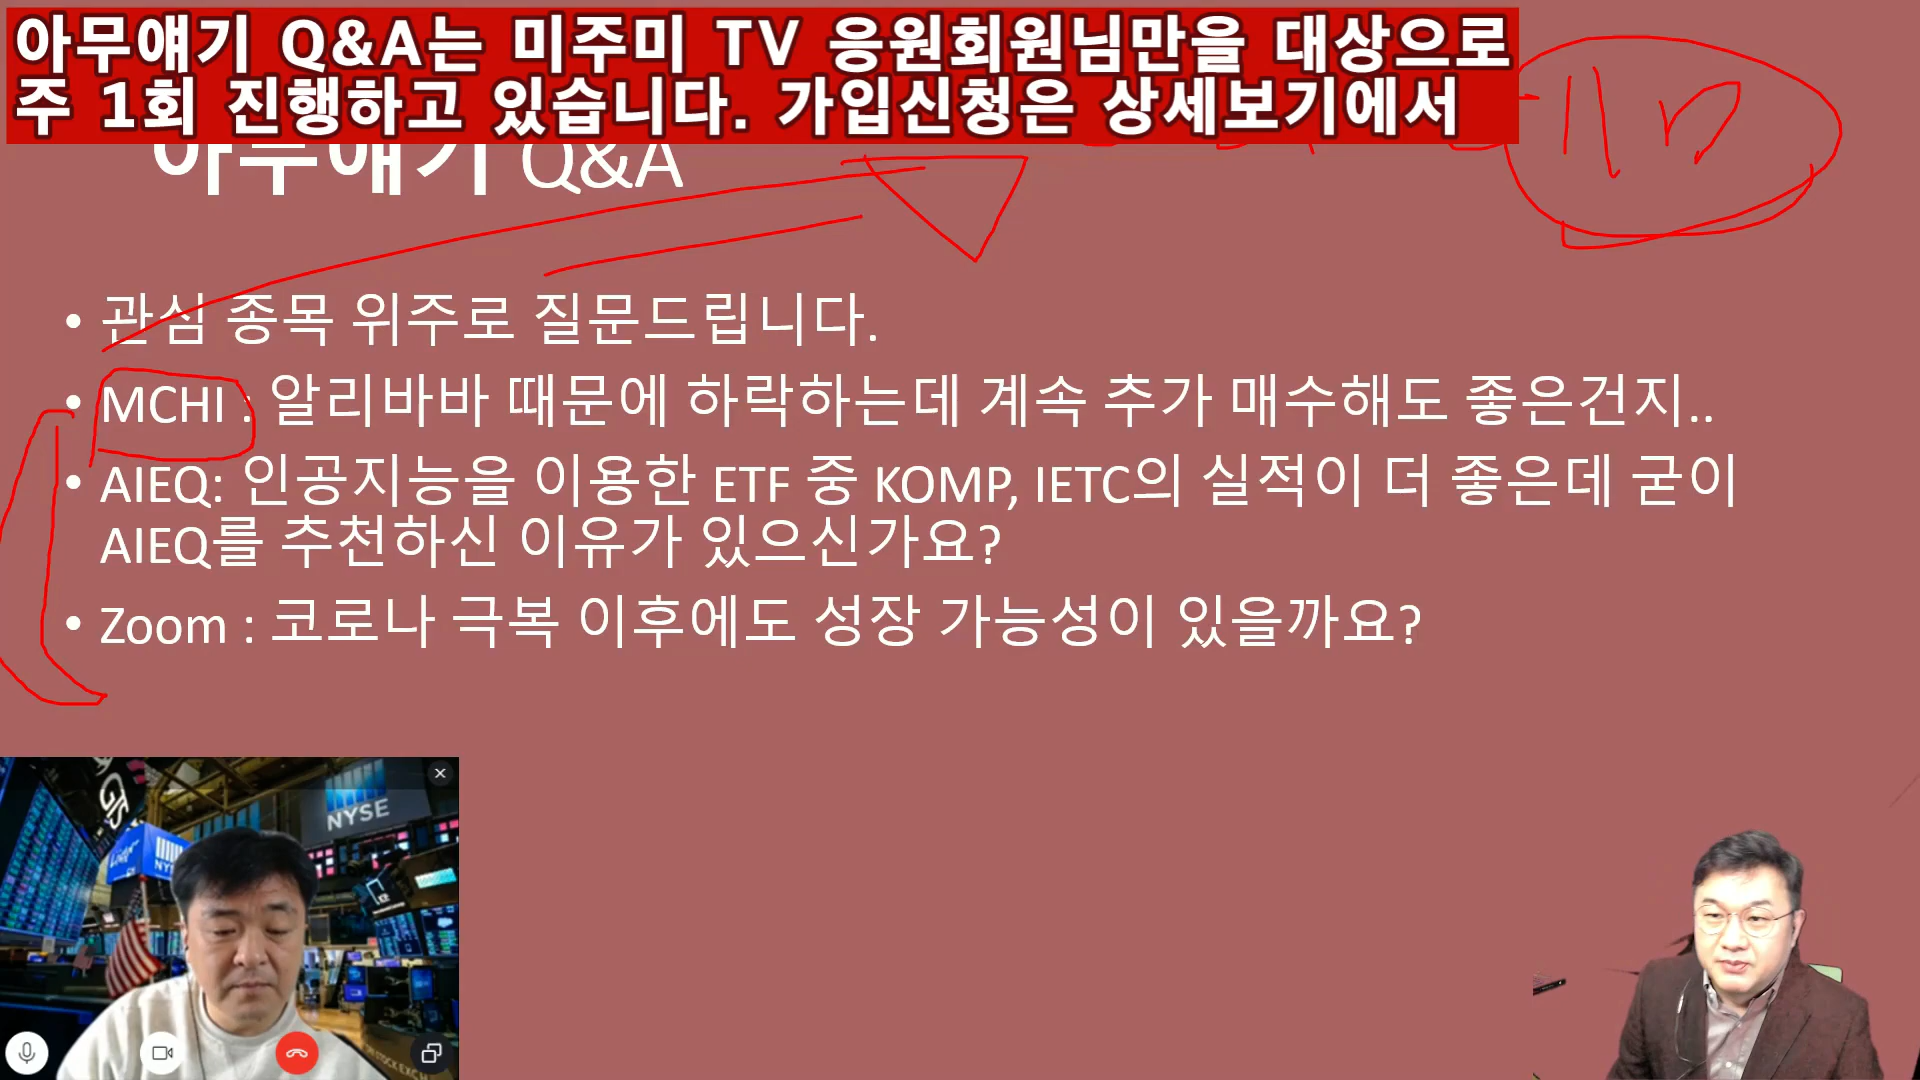 아무얘기 Q&A는 미주미 TV 응원회원님만을 대상으로
주 1회 진행하고 있습니다. 가입신청은 상세보기에서
아무얘기 Q&A
• 관심 종목 위주로 질문드립니다.
• MCHI : 알리바바 때문에 하락하는데 계속 추가 매수해도 좋은건지..
• AIEQ: 인공지능을 이용한 ETF 중 KOMP, IETC의 실적이 더 좋은데 굳이
AIEQ를 추천하신 이유가 있으신가요?
• Zoom : 코로나 극복 이후에도 성장 가능성이 있을까요?
NYSE